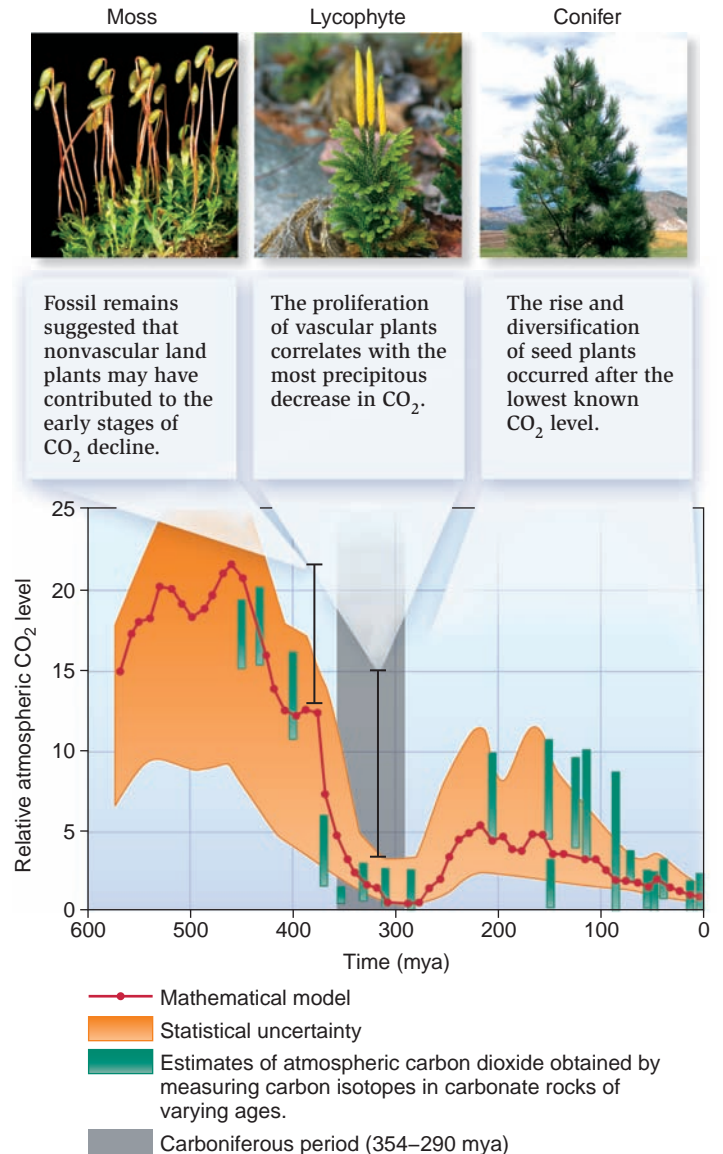 Moss
Lycophyte
Conifer
Fossil remains
suggested that
nonvascular land
plants may have
contributed to the
early stages of
CO₂ decline.
The proliferation
of vascular plants
correlates with the
most precipitous
decrease in CO₂.
The rise and
diversification
of seed plants
occurred after the
lowest known
CO₂ level.
Relative atmospheric CO₂ level
25
20
15
10
5
0
600
500
400
300
200
100
0
Time (mya)
Mathematical model
Statistical uncertainty
Estimates of atmospheric carbon dioxide obtained by
measuring carbon isotopes in carbonate rocks of
varying ages.
Carboniferous period (354–290 mya)